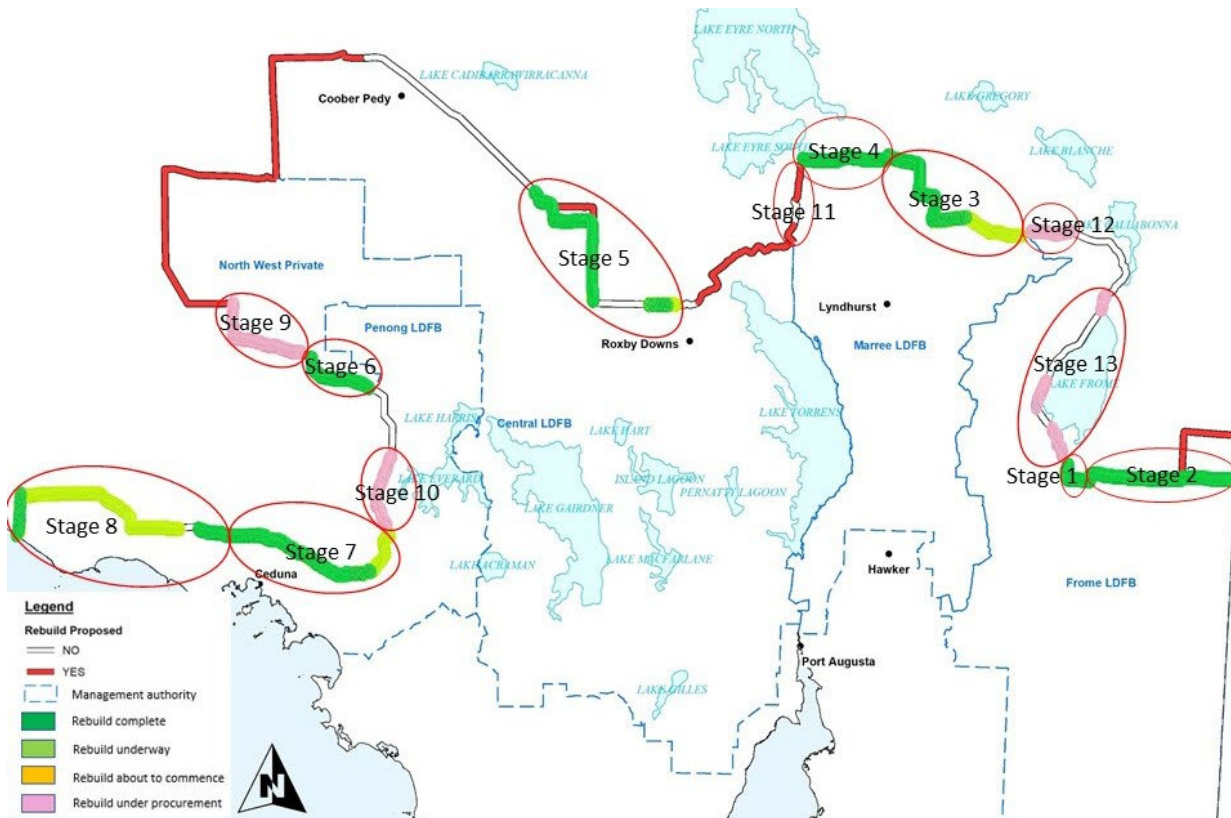 LAKE EYRE NORTH
LAKE CADIBARRAWIRRACANNA
Coober Pedy
LAKE GREGORY
LAKE EYRE SOUTH
Stage 4
LAKE BLANCHE
Stage 3
Stage 11
Stage 12
Stage 5
North West Private
Lyndhurst
Stage 9
Penong LDFB
Roxby Downs
Marree LDFB
Stage 6
Stage 13
LAKE FROME
LAKE HARRIS
Central LDFB
LAKE HART
LAKE TORRENS
LAKE EVERARD
ISLAND LAGOON
Stage 1
Stage 2
Stage 10
PERNATTY LAGOON
Stage 8
LAKE GAIRDNER
Stage 7
LAKE MACFARLANE
LAKE ACRAMAN
Hawker
Ceduna
Frome LDFB
Port Augusta
LAKE GILLES
Legend
Rebuild Proposed
NO
YES
Management authority
Rebuild complete
Rebuild underway
Rebuild about to commence
Rebuild under procurement
N